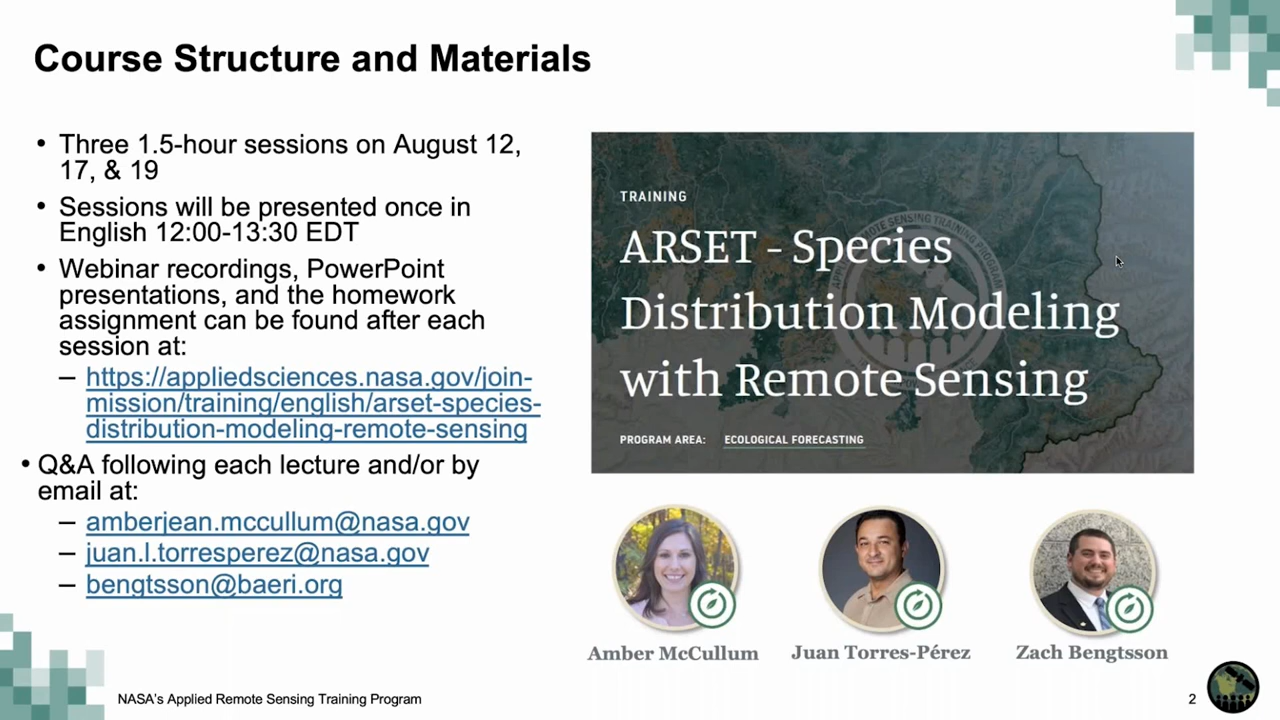 Course Structure and Materials
• Three 1.5-hour sessions on August 12,
17, & 19
• Sessions will be presented once in
English 12:00-13:30 EDT
• Webinar recordings, PowerPoint
presentations, and the homework
assignment can be found after each
session at:
– https://appliedsciences.nasa.gov/join-
mission/training/english/arset-species-
distribution-modeling-remote-sensing
• Q&A following each lecture and/or by
email at:
– amberjean.mccullum@nasa.gov
– juan.l.torresperez@nasa.gov
– bengtsson@baeri.org
TRAINING
ARSET - Species
Distribution Modeling
with Remote Sensing
PROGRAM AREA: ECOLOGICAL FORECASTING
Amber McCullum
Juan Torres-Pérez
Zach Bengtsson
NASA's Applied Remote Sensing Training Program
2